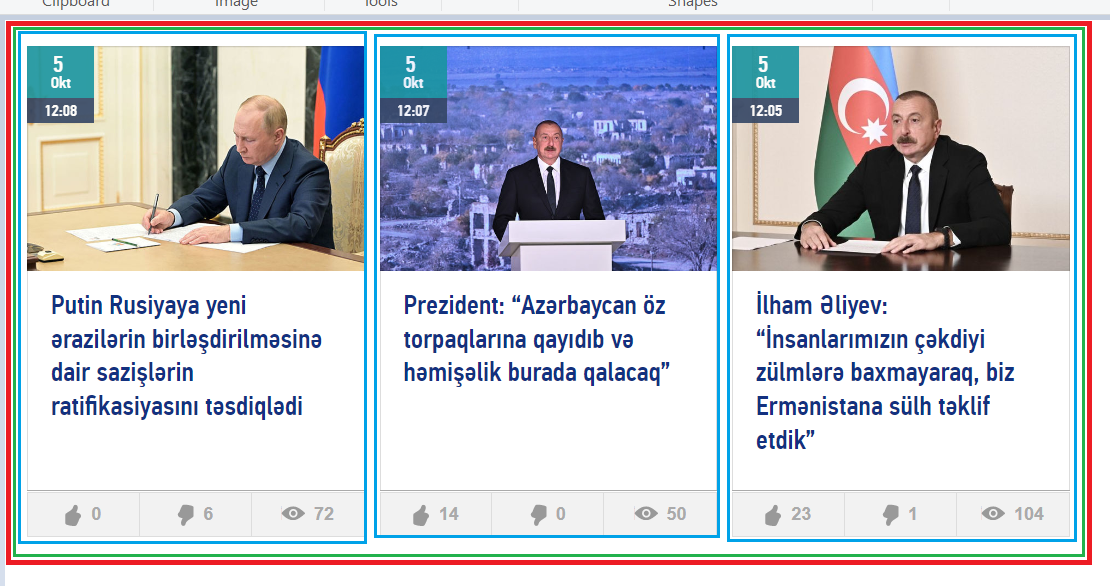 Clipboard
Image
Tools
Shapes
5
Okt
12:08
Putin Rusiyaya yeni
ərazilərin birləşdirilməsinə
dair sazişlərin
ratifikasiyasını təsdiqlədi
0
6
72
5
Okt
12:07
Prezident: “Azərbaycan öz
torpaqlarına qayıdıb və
həmişəlik burada qalacaq”
14
0
50
5
Okt
12:05
İlham Əliyev:
“İnsanlarımızın çəkdiyi
zülmlərə baxmayaraq, biz
Ermənistana sülh təklif
etdik”
23
1
104